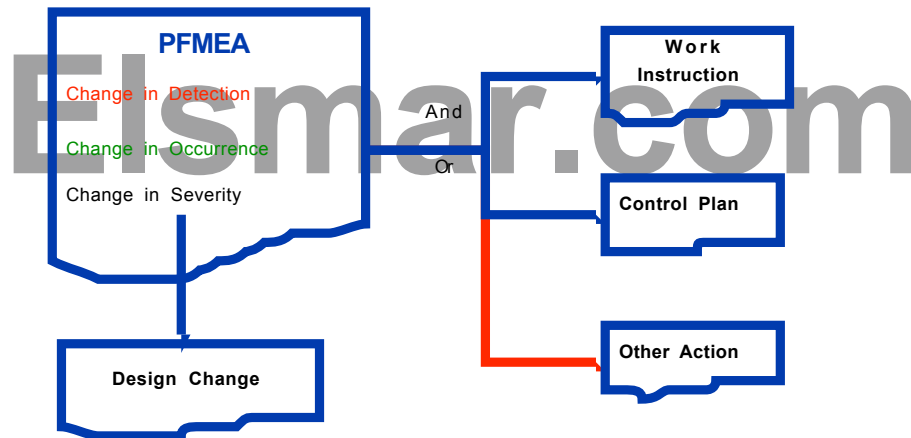 PFMEA
Change in Detection
Change in Occurrence
Change in Severity
And
Or
Work
Instruction
Control Plan
Other Action
Design Change
Elsmar.com